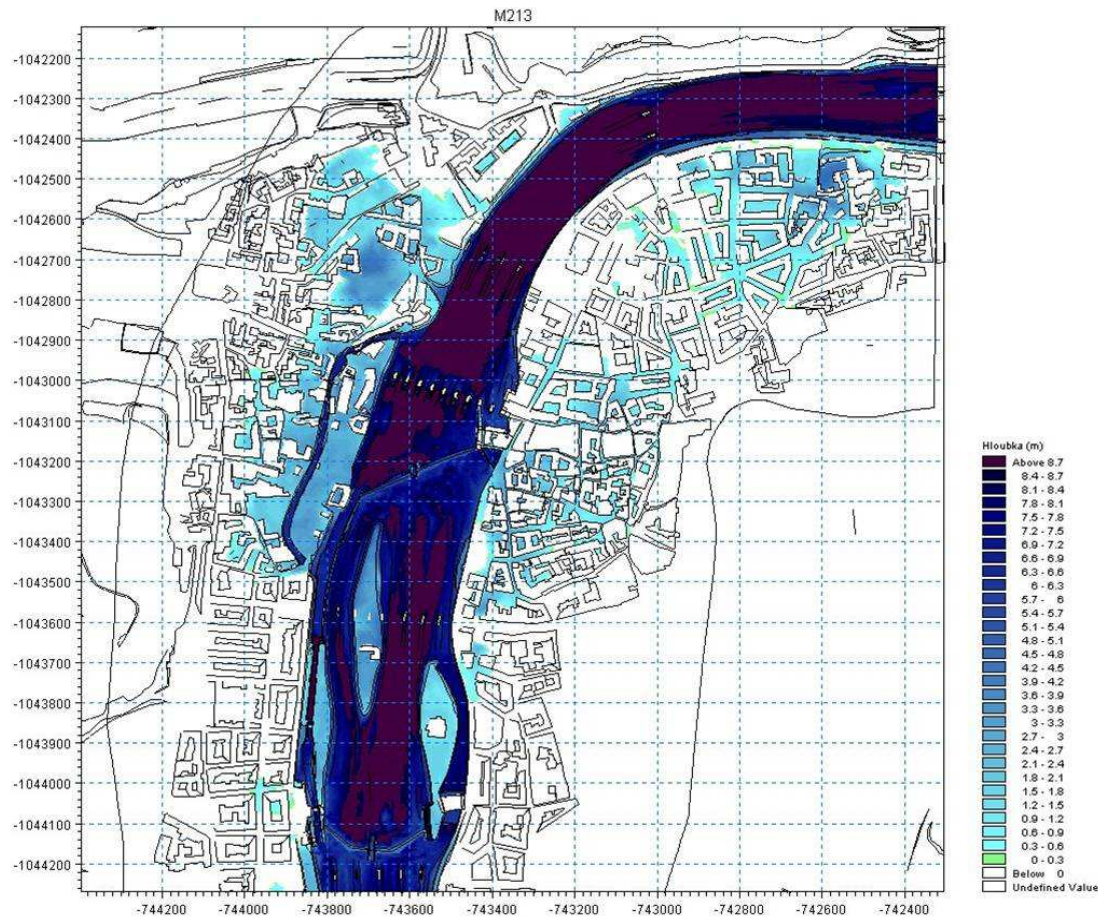 M213
-1042200
-1042300
-1042400
-1042500
-1042600
-1042700
-1042800
-1042900
-1043000
-1043100
-1043200
-1043300
-1043400
-1043500
-1043600
-1043700
-1043800
-1043900
-1044000
-1044100
-1044200
-744200
-744000
-743800
-743600
-743400
-743200
-743000
-742800
-742600
-742400
Hloubka (m)
Above 8.7
8.4 - 8.7
8.1 - 8.4
7.8 - 8.1
7.5 - 7.8
7.2 - 7.5
6.9 - 7.2
6.6 - 6.9
6.3 - 6.6
6 - 6.3
5.7 - 6
5.4 - 5.7
5.1 - 5.4
4.8 - 5.1
4.5 - 4.8
4.2 - 4.5
3.9 - 4.2
3.6 - 3.9
3.3 - 3.6
3 - 3.3
2.7 - 3
2.4 - 2.7
2.1 - 2.4
1.8 - 2.1
1.5 - 1.8
1.2 - 1.5
0.9 - 1.2
0.6 - 0.9
0.3 - 0.6
0 - 0.3
Below 0
Undefined Value